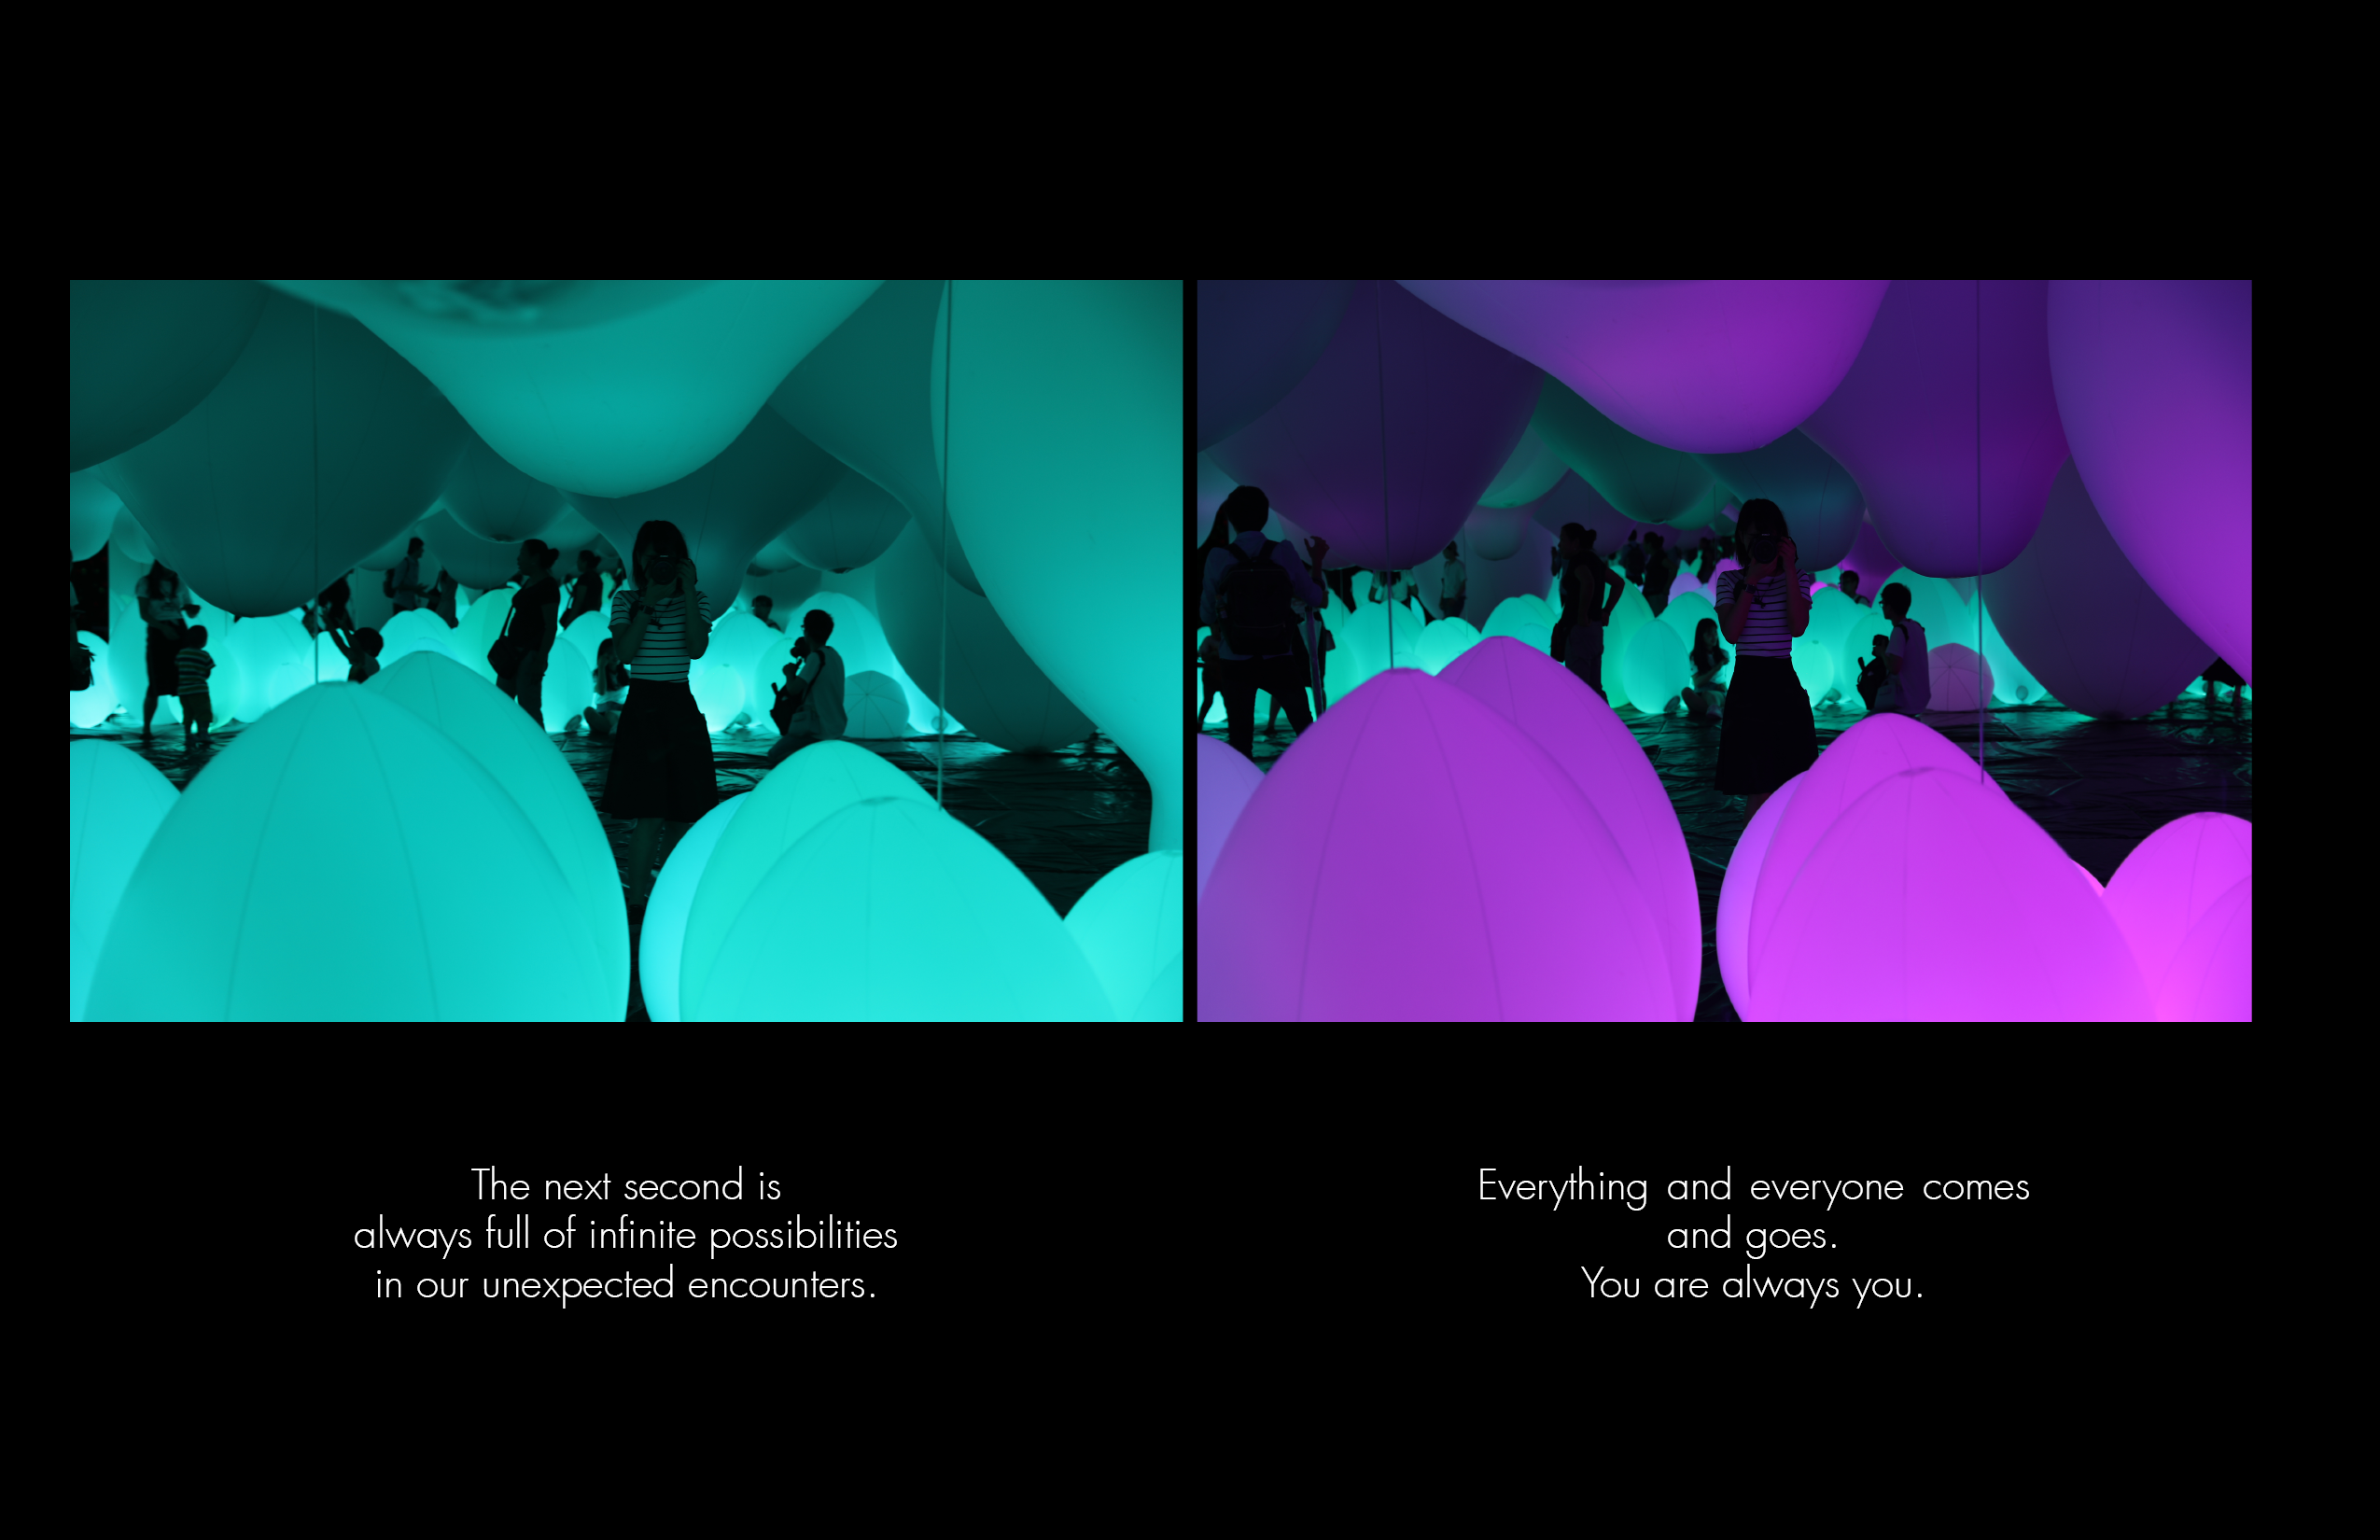 The next second is
always full of infinite possibilities
in our unexpected encounters.
Everything and everyone comes
and goes.
You are always you.